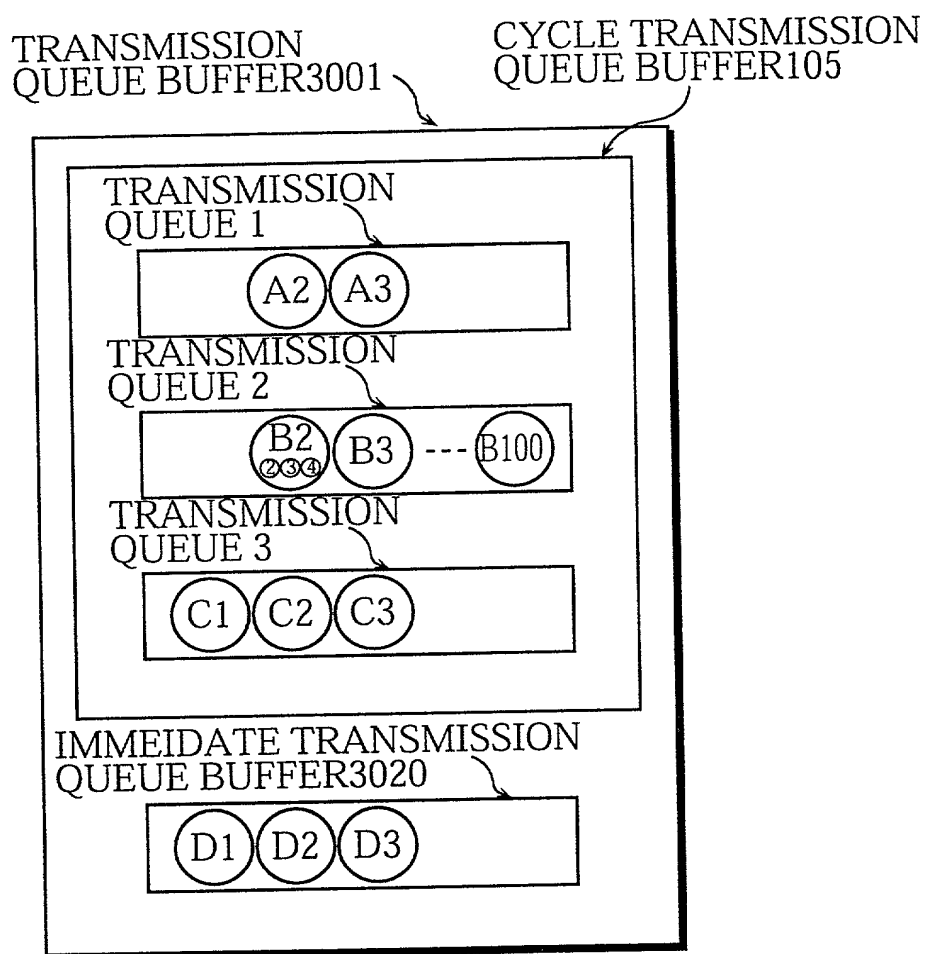 TRANSMISSION
QUEUE BUFFER3001
CYCLE TRANSMISSION
QUEUE BUFFER105
TRANSMISSION
QUEUE 1
A2 A3
TRANSMISSION
QUEUE 2
B2 B3 --- B100
②③④
TRANSMISSION
QUEUE 3
C1 C2 C3
IMMEIDATE TRANSMISSION
QUEUE BUFFER3020
D1 D2 D3